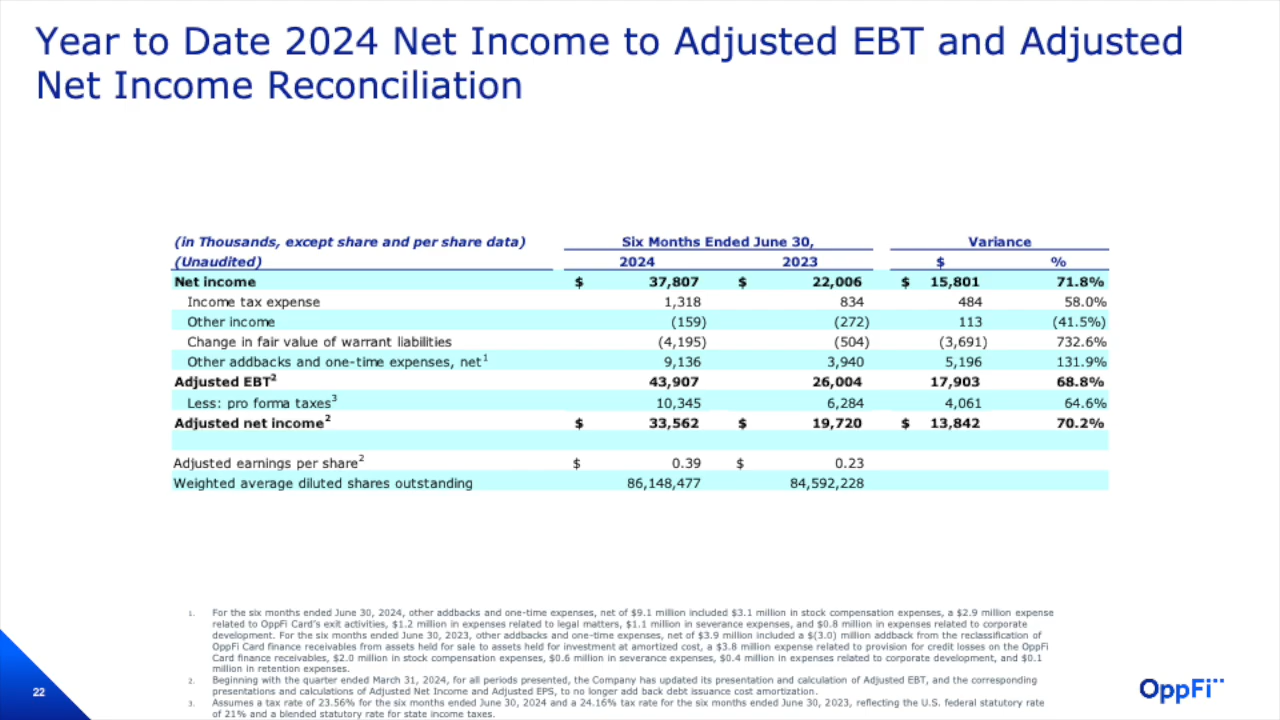 Year to Date 2024 Net Income to Adjusted EBT and Adjusted
Net Income Reconciliation
(in Thousands, except share and per share data) Six Months Ended June 30, Variance
(Unaudited) 2024 2023 $ %
Net income $ 37,807 $ 22,006 $ 15,801 71.8%
Income tax expense 1,318 834 484 58.0%
Other income (159) (272) 113 (41.5%)
Change in fair value of warrant liabilities (4,195) (504) (3,691) 732.6%
Other addbacks and one-time expenses, net1 9,136 3,940 5,196 131.9%
Adjusted EBT2 43,907 26,004 17,903 68.8%
Less: pro forma taxes3 10,345 6,284 4,061 64.6%
Adjusted net income2 $ 33,562 $ 19,720 $ 13,842 70.2%
Adjusted earnings per share2 $ 0.39 $ 0.23
Weighted average diluted shares outstanding 86,148,477 84,592,228
1. For the six months ended June 30, 2024, other addbacks and one-time expenses, net of $9.1 million included $3.1 million in stock compensation expenses, a $2.9 million expense
related to OppFi Card's exit activities, $1.2 million in expenses related to legal matters, $1.1 million in severance expenses, and $0.8 million in expenses related to corporate
development. For the six months ended June 30, 2023, other addbacks and one-time expenses, net of $3.9 million included a $(3.0) million addback from the reclassification of
OppFi Card finance receivables from assets held for sale to assets held for investment at amortized cost, a $3.8 million expense related to provision for credit losses on the OppFi
Card finance receivables, $2.0 million in stock compensation expenses, $0.6 million in severance expenses, $0.4 million in expenses related to corporate development, and $0.1
million in retention expenses.
2. Beginning with the quarter ended March 31, 2024, for all periods presented, the Company has updated its presentation and calculation of Adjusted EBT, and the corresponding
presentations and calculations of Adjusted Net Income and Adjusted EPS, to no longer add back debt issuance cost amortization.
3. Assumes a tax rate of 23.56% for the six months ended June 30, 2024 and a 24.16% tax rate for the six months ended June 30, 2023, reflecting the U.S. federal statutory rate
of 21% and a blended statutory rate for state income taxes.
22
OppFi